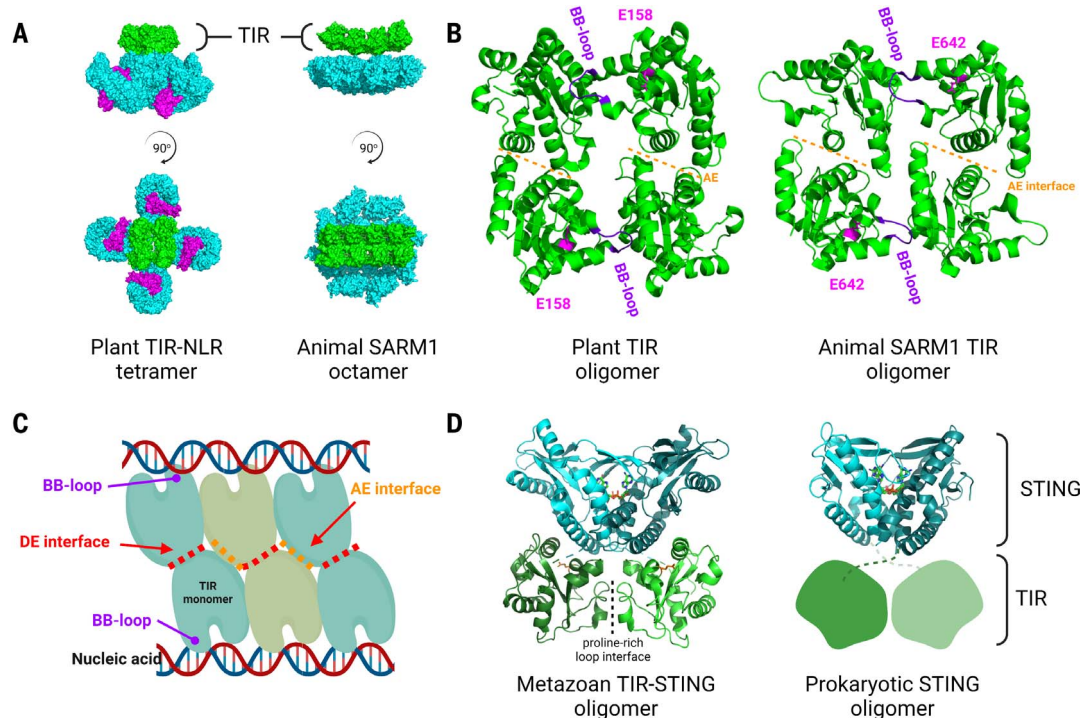 A
TIR
90°
90°
Plant TIR-NLR
tetramer
Animal SARM1
octamer
B
BB-loop
E158
AE
E158
BB-loop
Plant TIR
oligomer
BB-loop
E642
AE interface
E642
BB-loop
Animal SARM1 TIR
oligomer
C
BB-loop
AE interface
DE interface
TIR
monomer
BB-loop
Nucleic acid
D
STING
TIR
proline-rich
loop interface
Metazoan TIR-STING
oligomer
Prokaryotic STING
oligomer